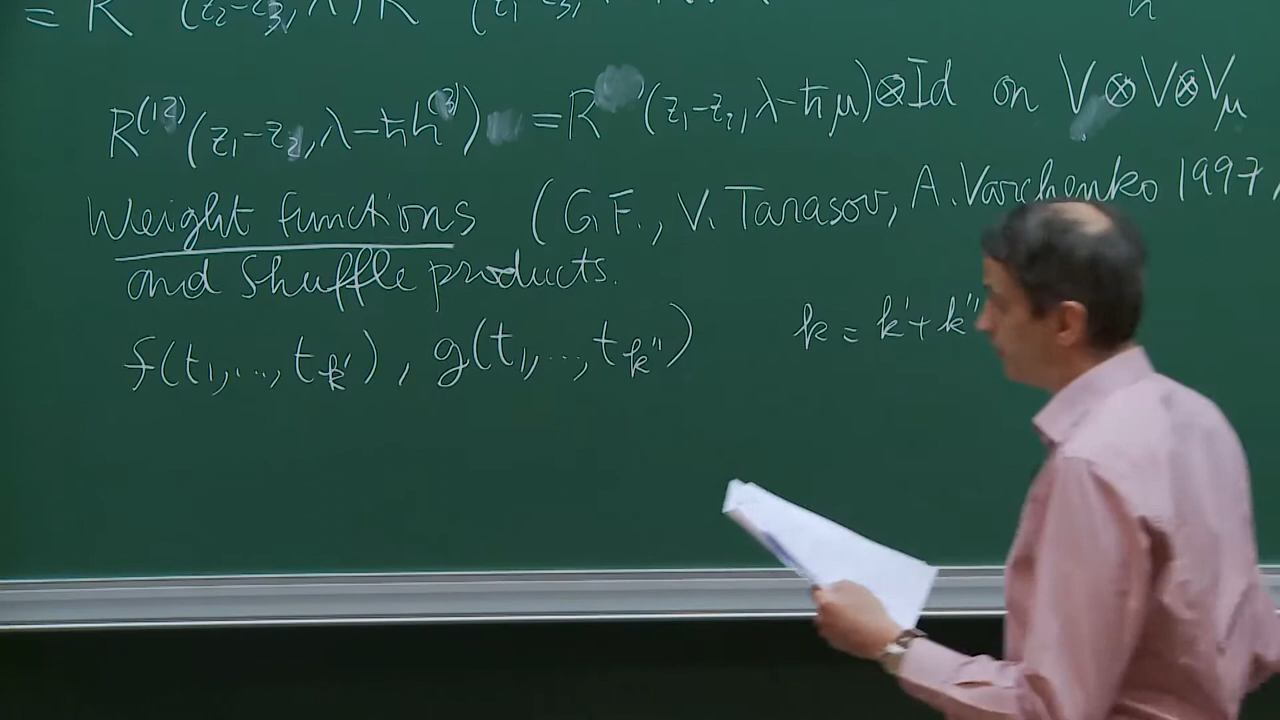 = R (z₂-z₃, λ) R (z₁-z₃,
ħ
R⁽¹²⁾(z₁-z₂, λ-ħh⁽³⁾) = R (z₁-z₂, λ-ħμ)⊗Id on V⊗V⊗Vμ
Weight functions (G.F., V. Tarasov, A. Varchenko 1997,
and shuffle products.
f(t₁,...,t_k'), g(t₁,...,t_k'') k = k'+k''